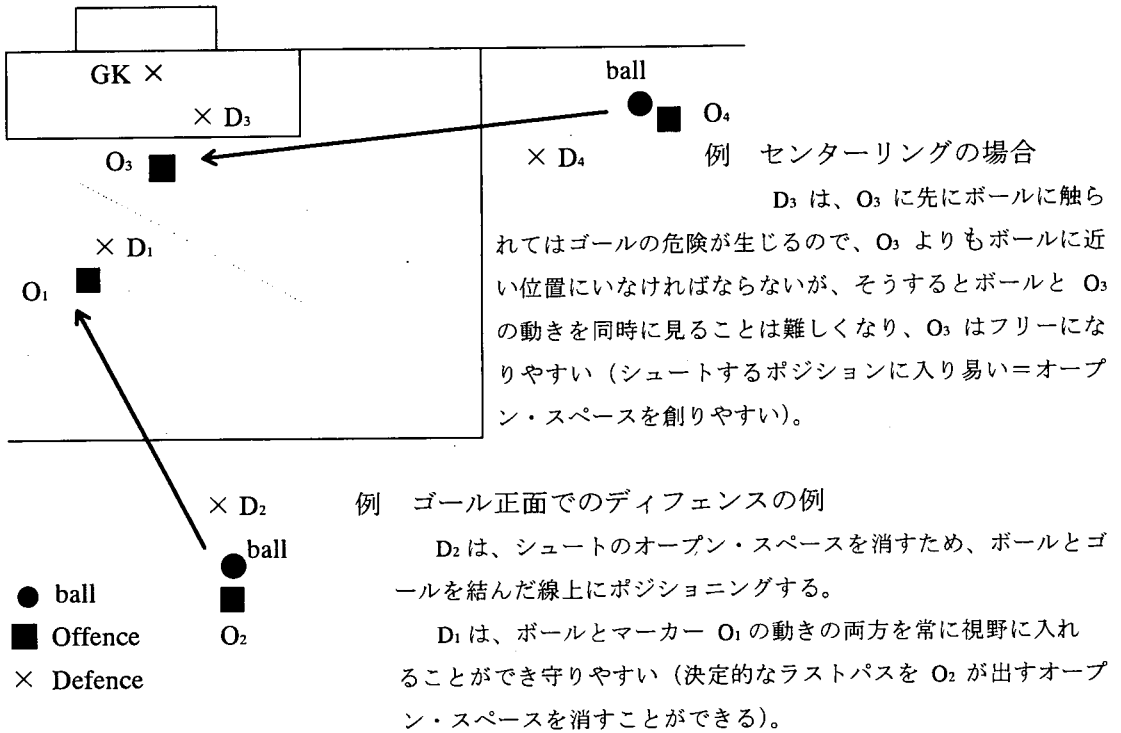 GK ×
× D₃
ball
O₄
O₃
× D₄
例 センターリングの場合
D₃ は、O₃ に先にボールに触ら
れてはゴールの危険が生じるので、O₃ よりもボールに近
い位置にいなければならないが、そうするとボールと O₃
の動きを同時に見ることは難しくなり、O₃ はフリーにな
りやすい（シュートするポジションに入り易い＝オープ
ン・スペースを創りやすい）。
× D₁
O₁
× D₂
ball
O₂
例 ゴール正面でのディフェンスの例
D₂ は、シュートのオープン・スペースを消すため、ボールとゴ
ールを結んだ線上にポジショニングする。
D₁ は、ボールとマーカー O₁ の動きの両方を常に視野に入れ
ることができ守りやすい（決定的なラストパスを O₂ が出すオープ
ン・スペースを消すことができる）。
● ball
■ Offence
× Defence